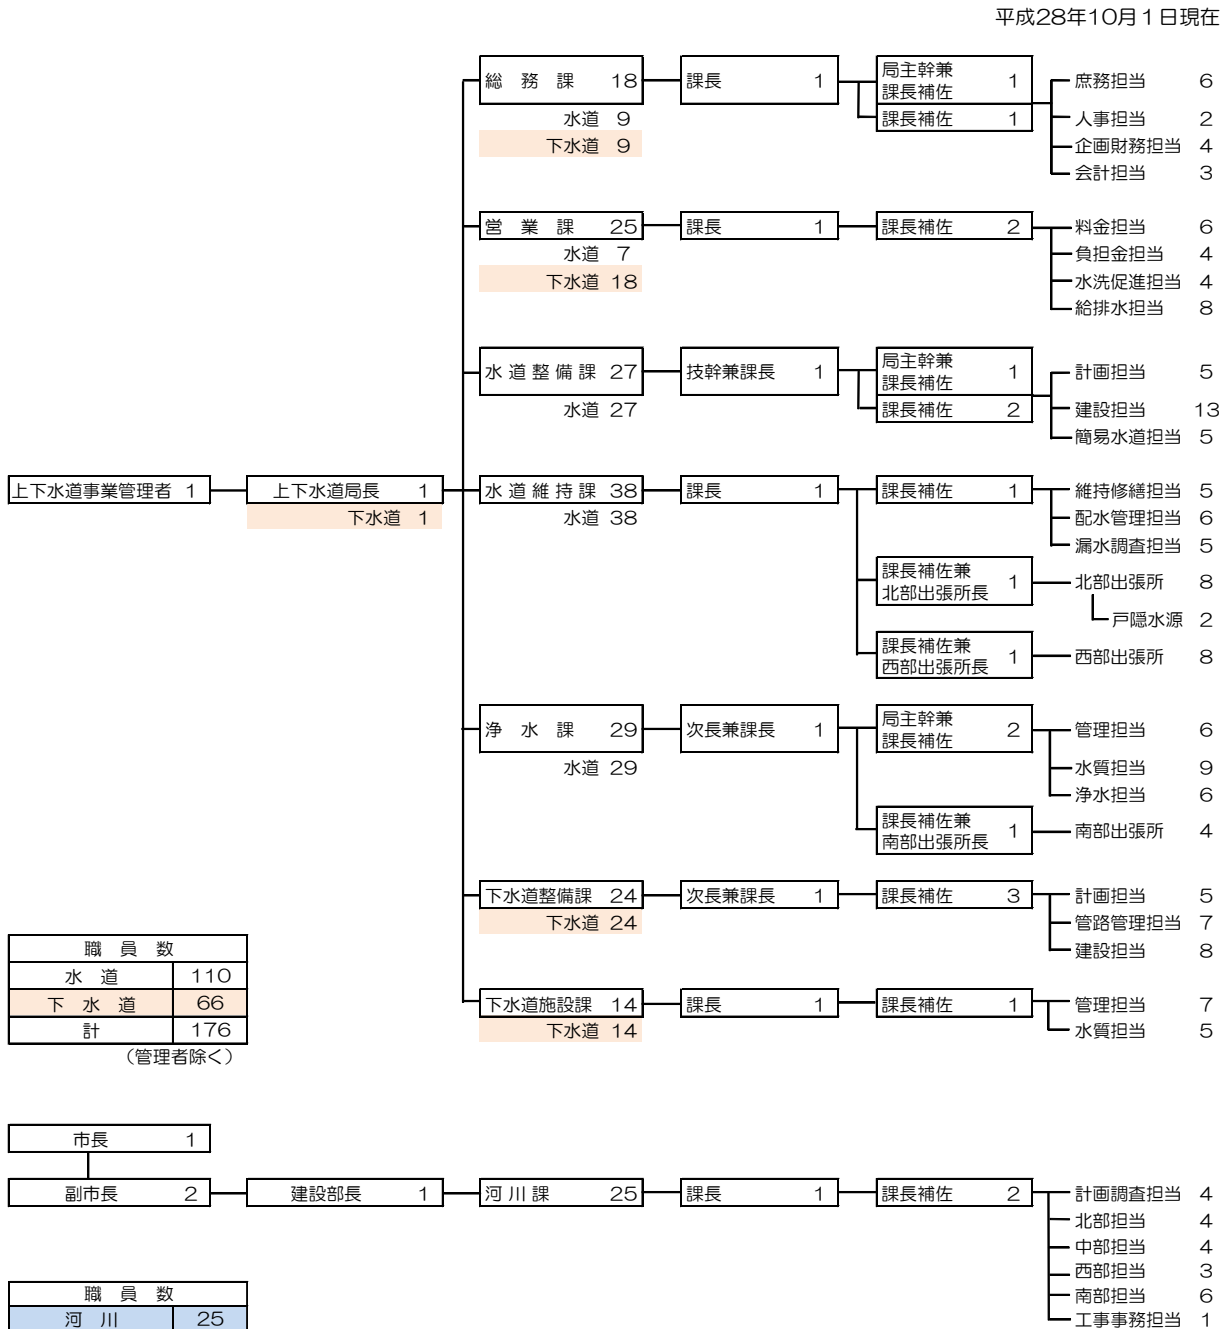 平成28年10月1日現在
総務課 18 課長 1 局主幹兼課長補佐 1 庶務担当 6
水道 9 課長補佐 1 人事担当 2
下水道 9 企画財務担当 4
会計担当 3
営業課 25 課長 1 課長補佐 2 料金担当 6
水道 7 負担金担当 4
下水道 18 水洗促進担当 4
給排水担当 8
水道整備課 27 技幹兼課長 1 局主幹兼課長補佐 1 計画担当 5
水道 27 課長補佐 2 建設担当 13
簡易水道担当 5
上下水道事業管理者 1 上下水道局長 1 水道維持課 38 課長 1 課長補佐 1 維持修繕担当 5
下水道 1 水道 38 配水管理担当 6
漏水調査担当 5
課長補佐兼北部出張所長 1 北部出張所 8
戸隠水源 2
課長補佐兼西部出張所長 1 西部出張所 8
浄水課 29 次長兼課長 1 局主幹兼課長補佐 2 管理担当 6
水道 29 水質担当 9
浄水担当 6
課長補佐兼南部出張所長 1 南部出張所 4
下水道整備課 24 次長兼課長 1 課長補佐 3 計画担当 5
下水道 24 管路管理担当 7
建設担当 8
職員数
水道 110
下水道 66
計 176
(管理者除く)
下水道施設課 14 課長 1 課長補佐 1 管理担当 7
下水道 14 水質担当 5
市長 1
副市長 2 建設部長 1 河川課 25 課長 1 課長補佐 2 計画調査担当 4
北部担当 4
中部担当 4
西部担当 3
南部担当 6
工事事務担当 1
職員数
河川 25